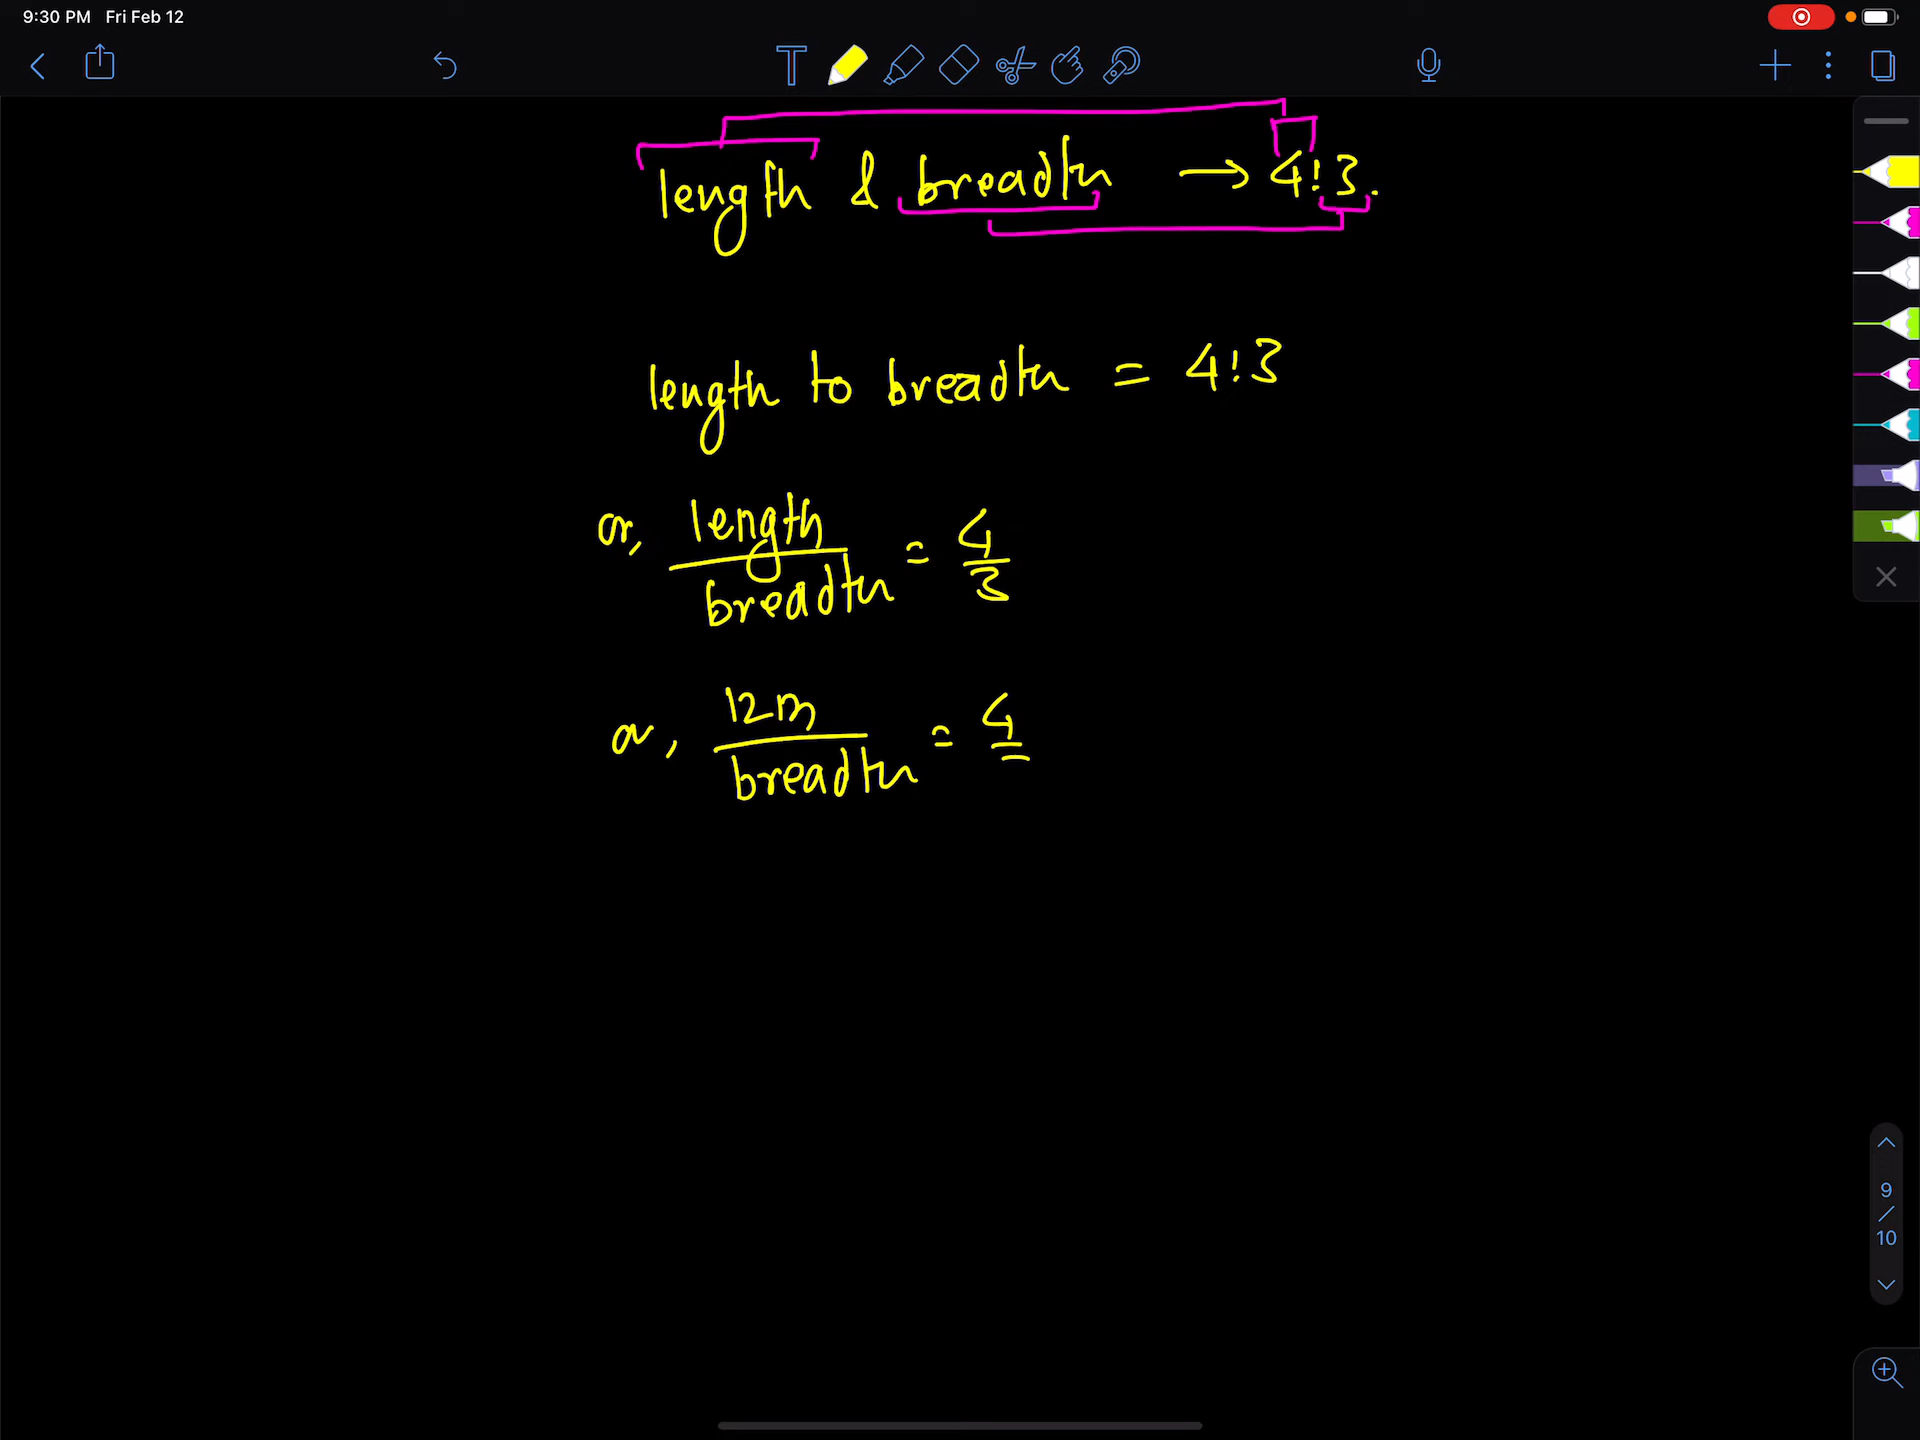 9:30 PM Fri Feb 12
T
length & breadth → 4:3.
length to breadth = 4:3
or, length/breadth = 4/3
or, 12m/breadth = 4
9
/
10